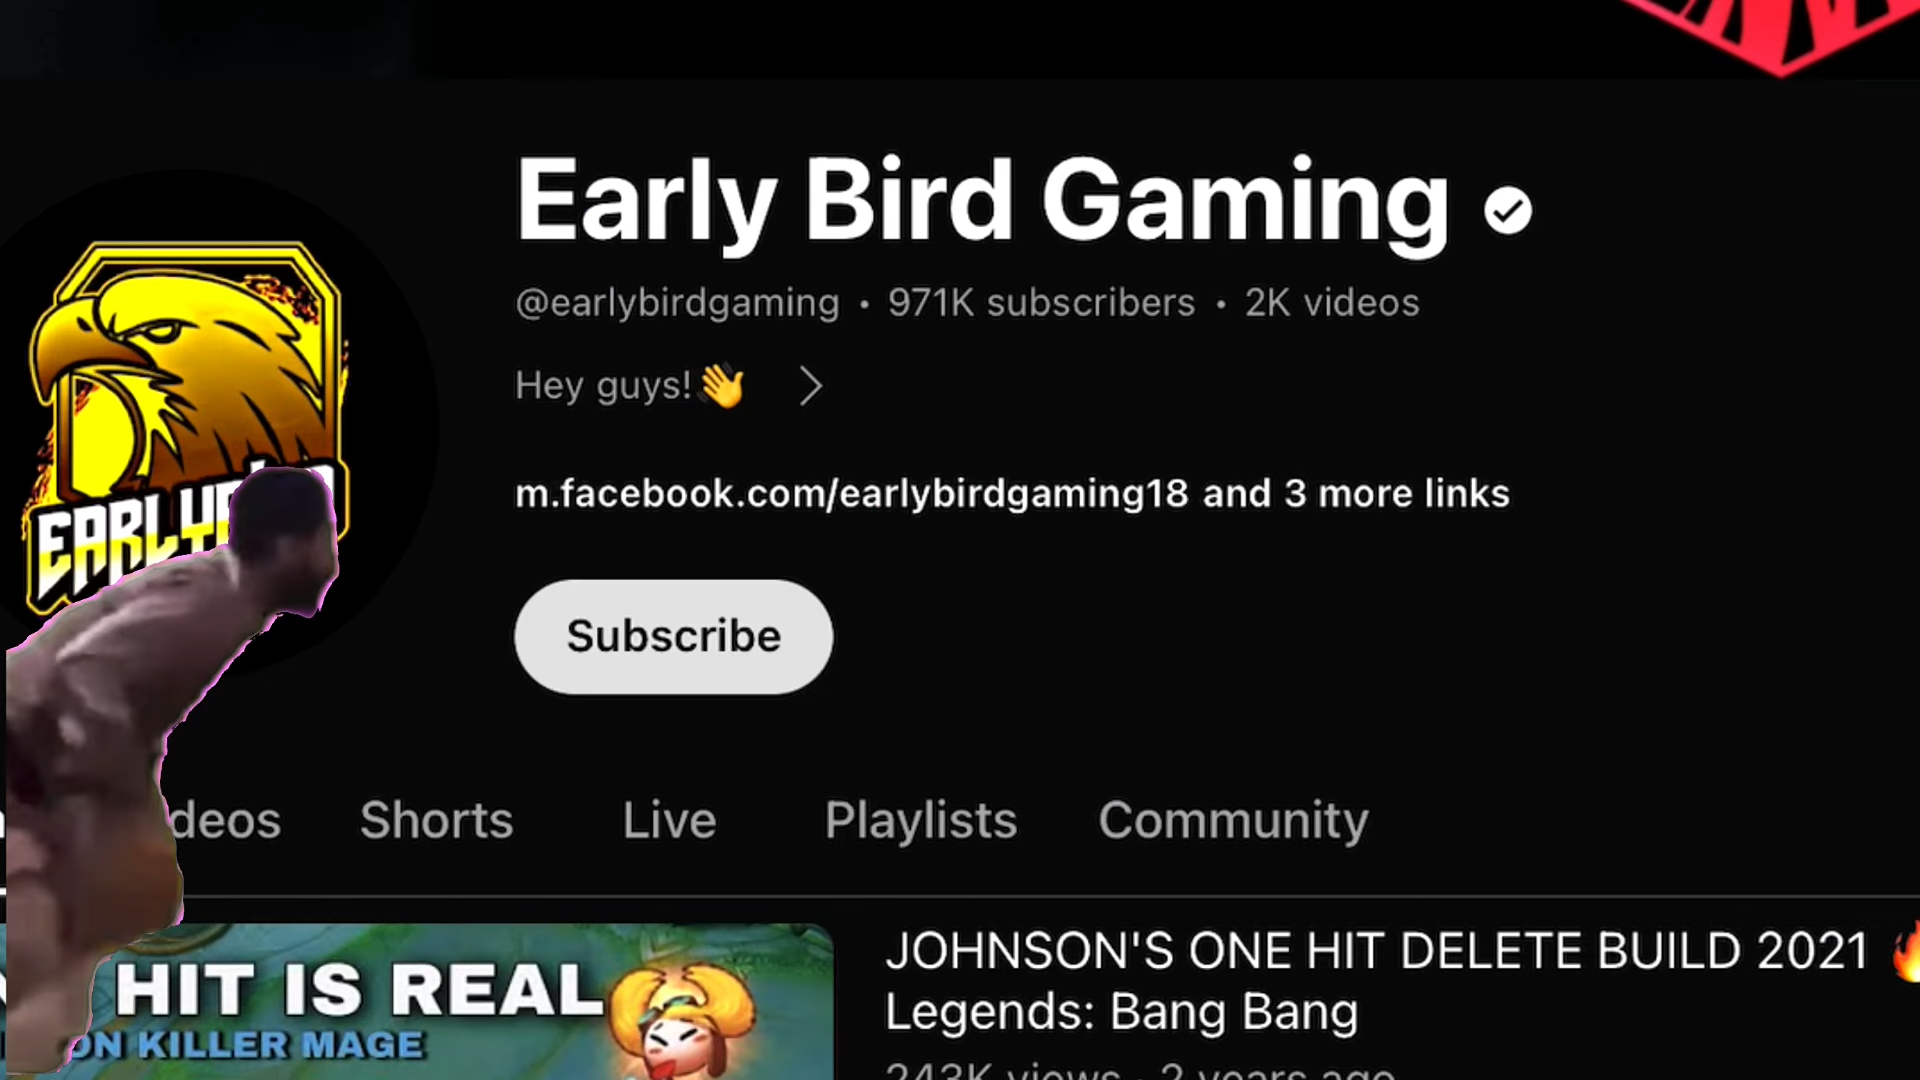 Early Bird Gaming
@earlybirdgaming • 971K subscribers • 2K videos
Hey guys!👋 >
m.facebook.com/earlybirdgaming18 and 3 more links
Subscribe
deos Shorts Live Playlists Community
HIT IS REAL
ON KILLER MAGE
JOHNSON'S ONE HIT DELETE BUILD 2021 🔥
Legends: Bang Bang
243K views · 2 years ago